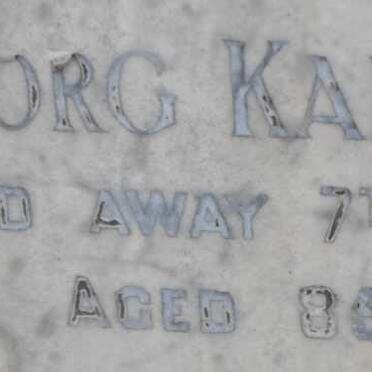 ORG KA
D AWAY 7
AGED 8